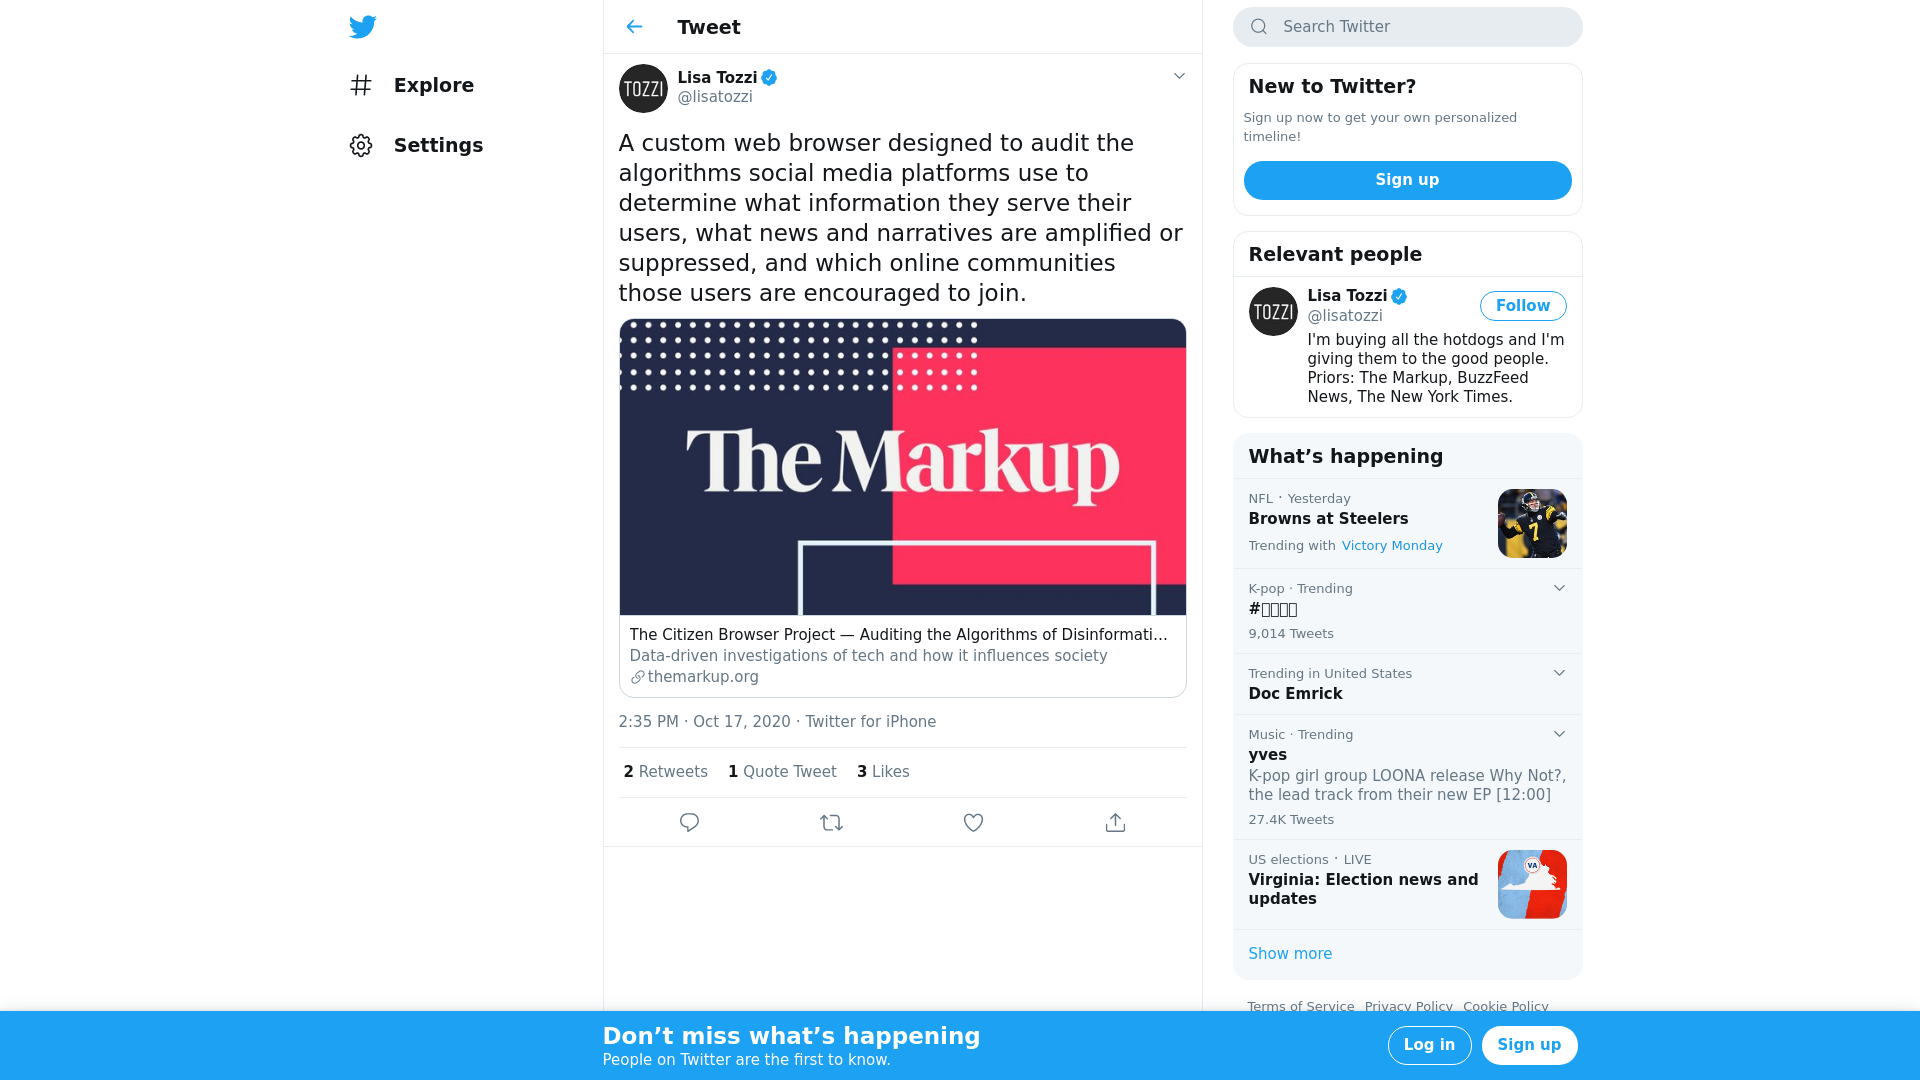 Explore
Settings
Tweet
TOZZI
Lisa Tozzi
@lisatozzi
A custom web browser designed to audit the
algorithms social media platforms use to
determine what information they serve their
users, what news and narratives are amplified or
suppressed, and which online communities
those users are encouraged to join.
The Markup
The Citizen Browser Project — Auditing the Algorithms of Disinformati…
Data-driven investigations of tech and how it influences society
themarkup.org
2:35 PM · Oct 17, 2020 · Twitter for iPhone
2 Retweets 1 Quote Tweet 3 Likes
Search Twitter
New to Twitter?
Sign up now to get your own personalized
timeline!
Sign up
Relevant people
TOZZI
Lisa Tozzi
@lisatozzi
Follow
I'm buying all the hotdogs and I'm
giving them to the good people.
Priors: The Markup, BuzzFeed
News, The New York Times.
What’s happening
NFL · Yesterday
Browns at Steelers
Trending with Victory Monday
7
K-pop · Trending
#
9,014 Tweets
Trending in United States
Doc Emrick
Music · Trending
yves
K-pop girl group LOONA release Why Not?,
the lead track from their new EP [12:00]
27.4K Tweets
US elections · LIVE
Virginia: Election news and
updates
VA
Show more
Terms of Service Privacy Policy Cookie Policy
Don’t miss what’s happening
People on Twitter are the first to know.
Log in
Sign up